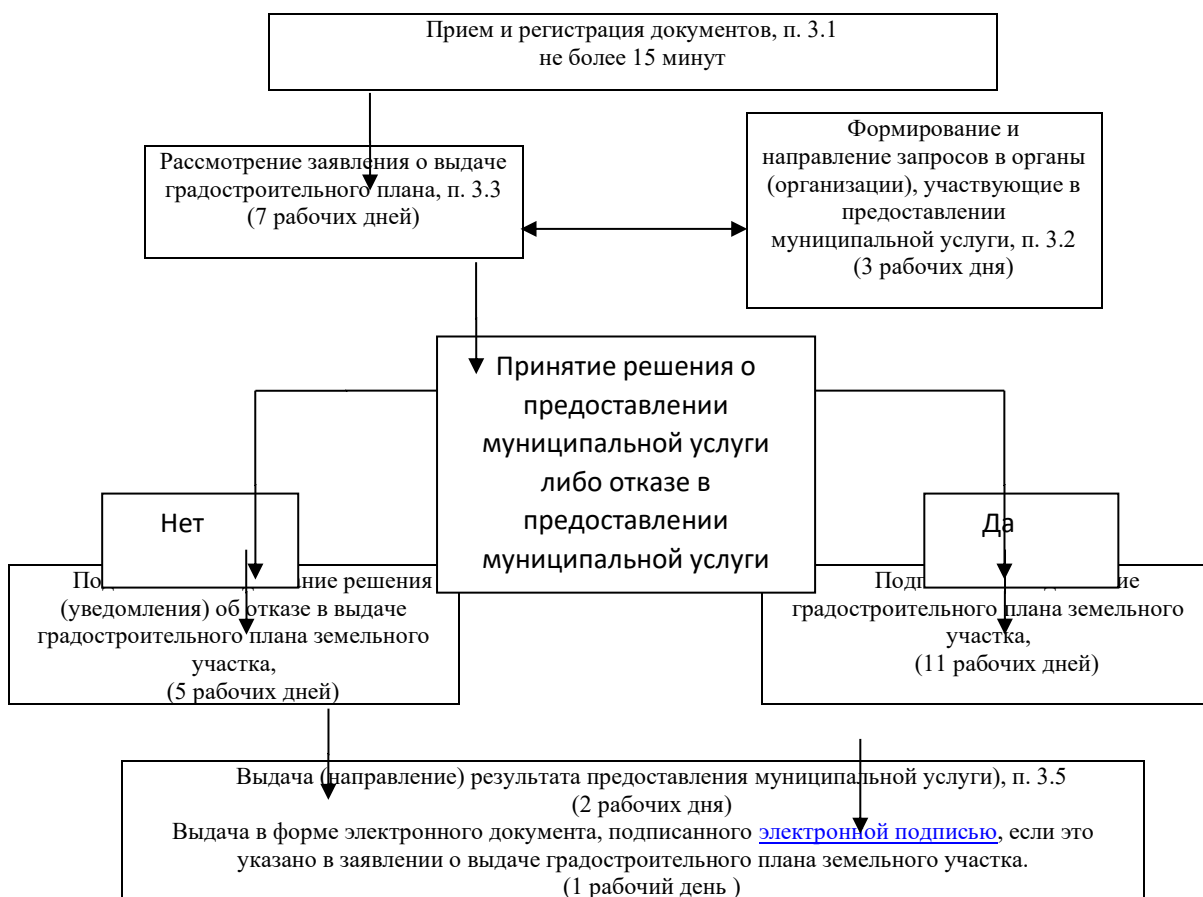 Прием и регистрация документов, п. 3.1
не более 15 минут
Рассмотрение заявления о выдаче
градостроительного плана, п. 3.3
(7 рабочих дней)
Формирование и
направление запросов в органы
(организации), участвующие в
предоставлении
муниципальной услуги, п. 3.2
(3 рабочих дня)
Принятие решения о
предоставлении
муниципальной услуги
либо отказе в
предоставлении
муниципальной услуги
Нет
Да
решения
(уведомления) об отказе в выдаче
градостроительного плана земельного
участка,
(5 рабочих дней)
градостроительного плана земельного
участка,
(11 рабочих дней)
Выдача (направление) результата предоставления муниципальной услуги), п. 3.5
(2 рабочих дня)
Выдача в форме электронного документа, подписанного электронной подписью, если это
указано в заявлении о выдаче градостроительного плана земельного участка.
(1 рабочий день )